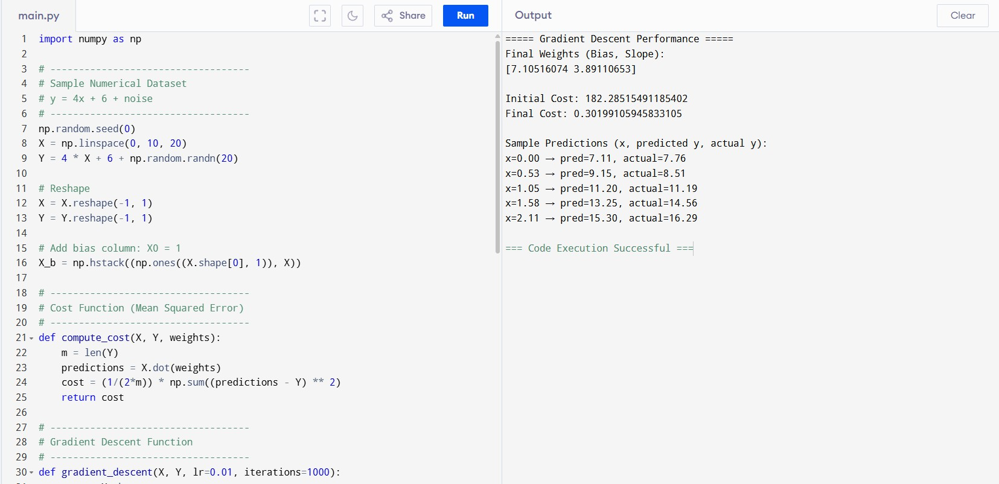 main.py
Share
Run
Output
Clear
1 import numpy as np
2
3 # -----------------------------------
4 # Sample Numerical Dataset
5 # y = 4x + 6 + noise
6 # -----------------------------------
7 np.random.seed(0)
8 X = np.linspace(0, 10, 20)
9 Y = 4 * X + 6 + np.random.randn(20)
10
11 # Reshape
12 X = X.reshape(-1, 1)
13 Y = Y.reshape(-1, 1)
14
15 # Add bias column: X0 = 1
16 X_b = np.hstack((np.ones((X.shape[0], 1)), X))
17
18 # -----------------------------------
19 # Cost Function (Mean Squared Error)
20 # -----------------------------------
21 def compute_cost(X, Y, weights):
22     m = len(Y)
23     predictions = X.dot(weights)
24     cost = (1/(2*m)) * np.sum((predictions - Y) ** 2)
25     return cost
26
27 # -----------------------------------
28 # Gradient Descent Function
29 # -----------------------------------
30 def gradient_descent(X, Y, lr=0.01, iterations=1000):
===== Gradient Descent Performance =====
Final Weights (Bias, Slope):
[7.10516074 3.89110653]
Initial Cost: 182.28515491185402
Final Cost: 0.30199105945833105
Sample Predictions (x, predicted y, actual y):
x=0.00 → pred=7.11, actual=7.76
x=0.53 → pred=9.15, actual=8.51
x=1.05 → pred=11.20, actual=11.19
x=1.58 → pred=13.25, actual=14.56
x=2.11 → pred=15.30, actual=16.29
=== Code Execution Successful ===